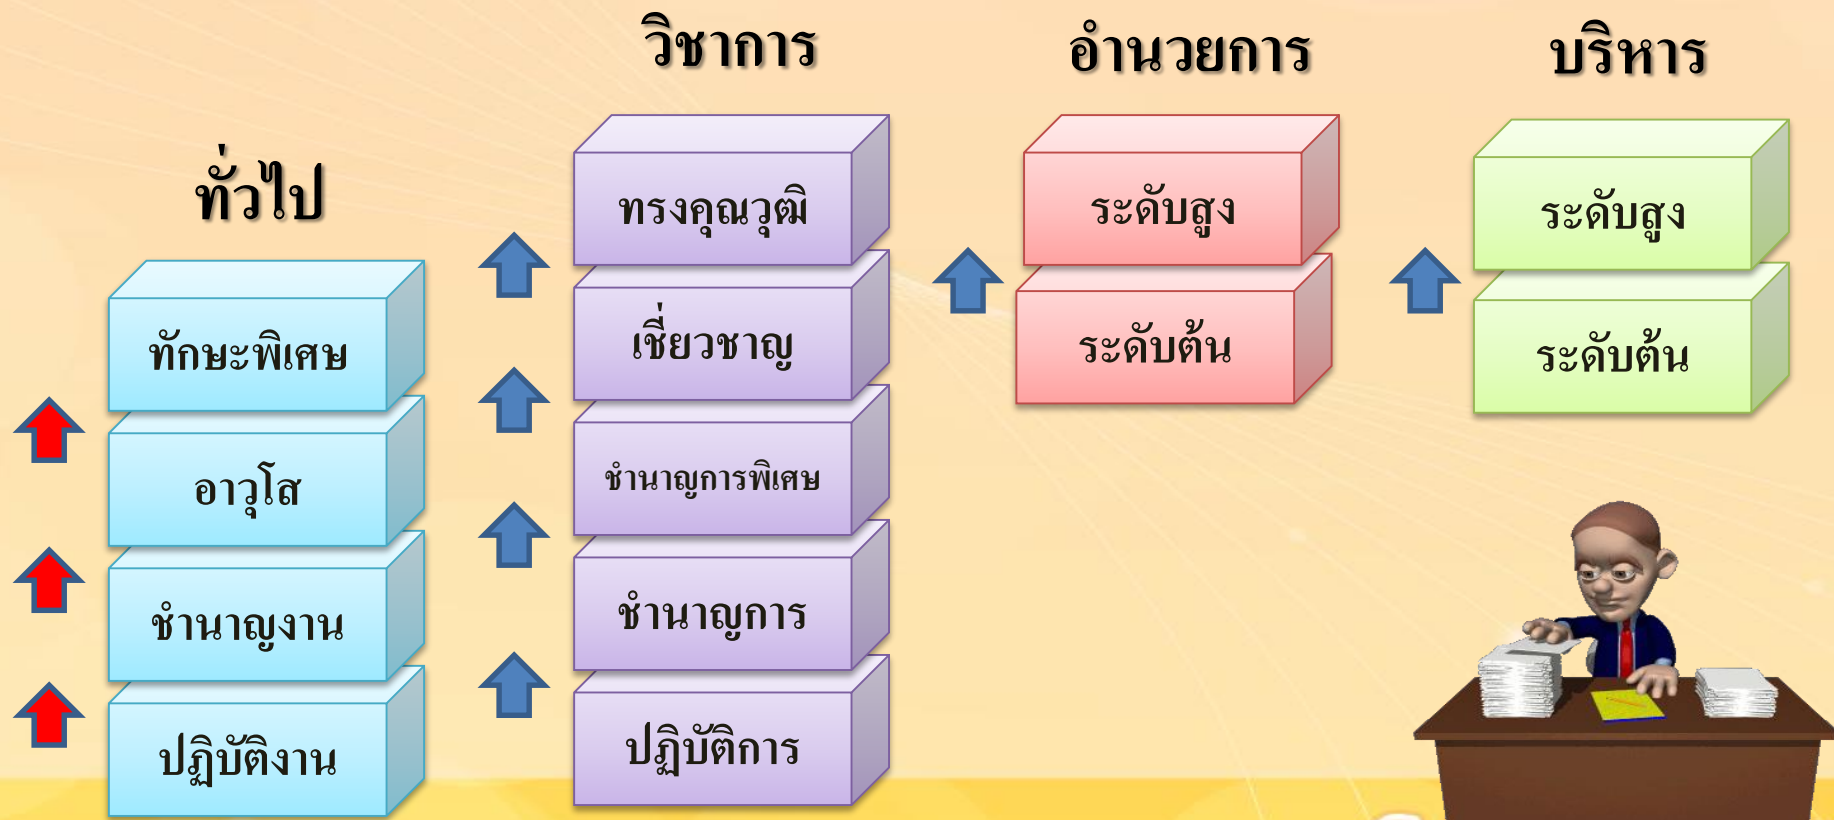 ทั่วไป
ทักษะพิเศษ
อาวุโส
ชำนาญงาน
ปฏิบัติงาน
วิชาการ
ทรงคุณวุฒิ
เชี่ยวชาญ
ชำนาญการพิเศษ
ชำนาญการ
ปฏิบัติการ
อำนวยการ
ระดับสูง
ระดับต้น
บริหาร
ระดับสูง
ระดับต้น